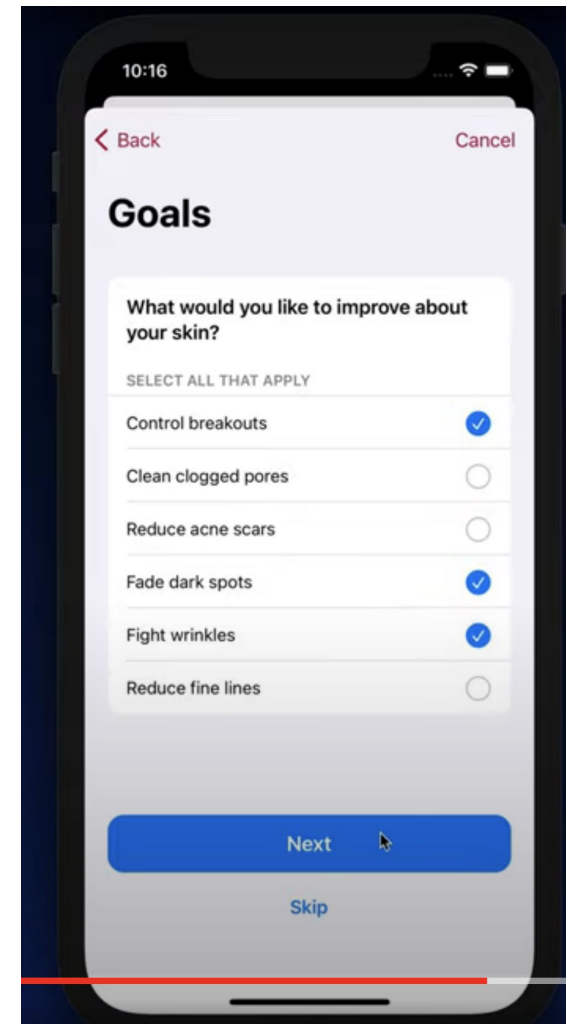 10:16
Back
Cancel
Goals
What would you like to improve about
your skin?
SELECT ALL THAT APPLY
Control breakouts
Clean clogged pores
Reduce acne scars
Fade dark spots
Fight wrinkles
Reduce fine lines
Next
Skip